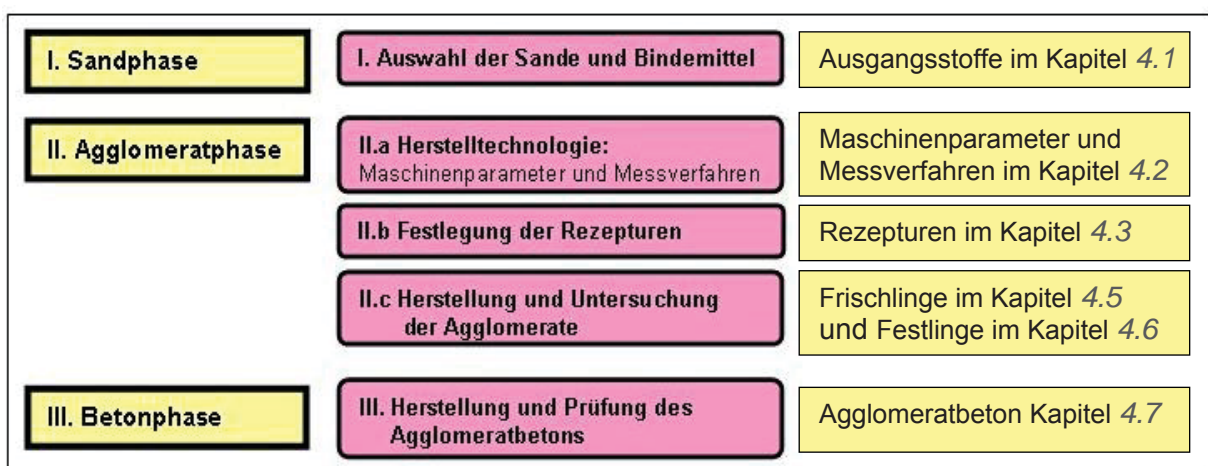 I. Sandphase
I. Auswahl der Sande und Bindemittel
Ausgangsstoffe im Kapitel 4.1
II. Agglomeratphase
II.a Herstelltechnologie:
Maschinenparameter und Messverfahren
Maschinenparameter und
Messverfahren im Kapitel 4.2
II.b Festlegung der Rezepturen
Rezepturen im Kapitel 4.3
II.c Herstellung und Untersuchung
der Agglomerate
Frischlinge im Kapitel 4.5
und Festlinge im Kapitel 4.6
III. Betonphase
III. Herstellung und Prüfung des
Agglomeratbetons
Agglomeratbeton Kapitel 4.7